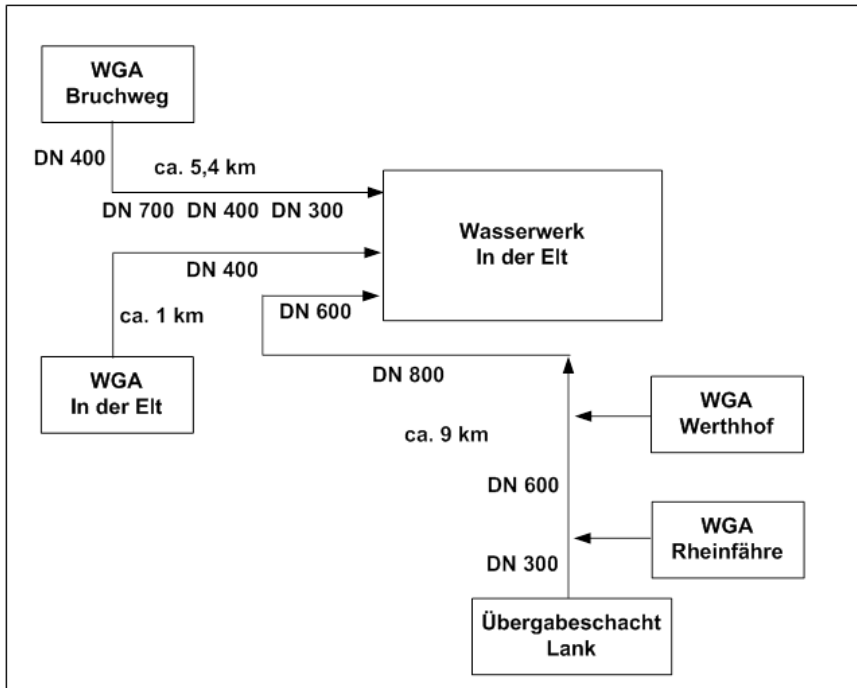 WGA
Bruchweg
DN 400
ca. 5,4 km
DN 700 DN 400 DN 300
Wasserwerk
In der Elt
DN 400
ca. 1 km
DN 600
WGA
In der Elt
DN 800
WGA
Werthhof
ca. 9 km
DN 600
WGA
Rheinfähre
DN 300
Übergabeschacht
Lank